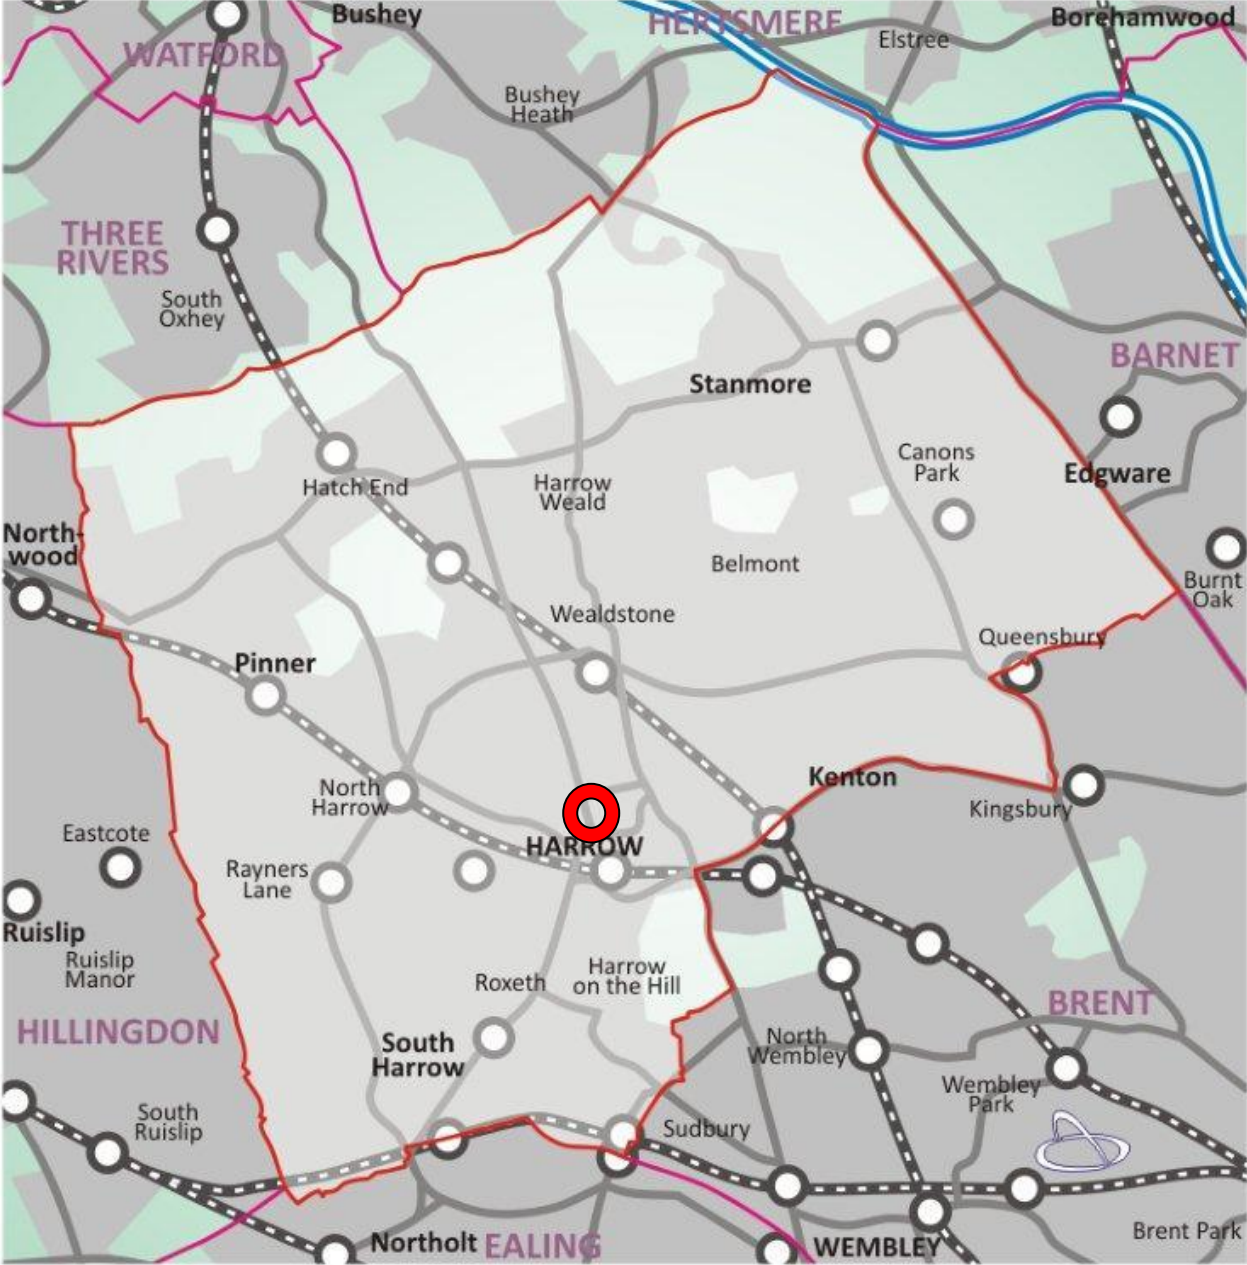 Bushey
HERTSMERE
Borehamwood
Elstree
WATFORD
Bushey
Heath
THREE
RIVERS
South
Oxhey
BARNET
Stanmore
Edgware
Canons
Park
Hatch End
Harrow
Weald
North-
wood
Belmont
Burnt
Oak
Wealdstone
Queensbury
Pinner
Kenton
North
Harrow
Kingsbury
Eastcote
HARROW
Rayners
Lane
Ruislip
Ruislip
Manor
Roxeth
Harrow
on the Hill
BRENT
HILLINGDON
South
Harrow
North
Wembley
Wembley
Park
South
Ruislip
Sudbury
Brent Park
Northolt
EALING
WEMBLEY